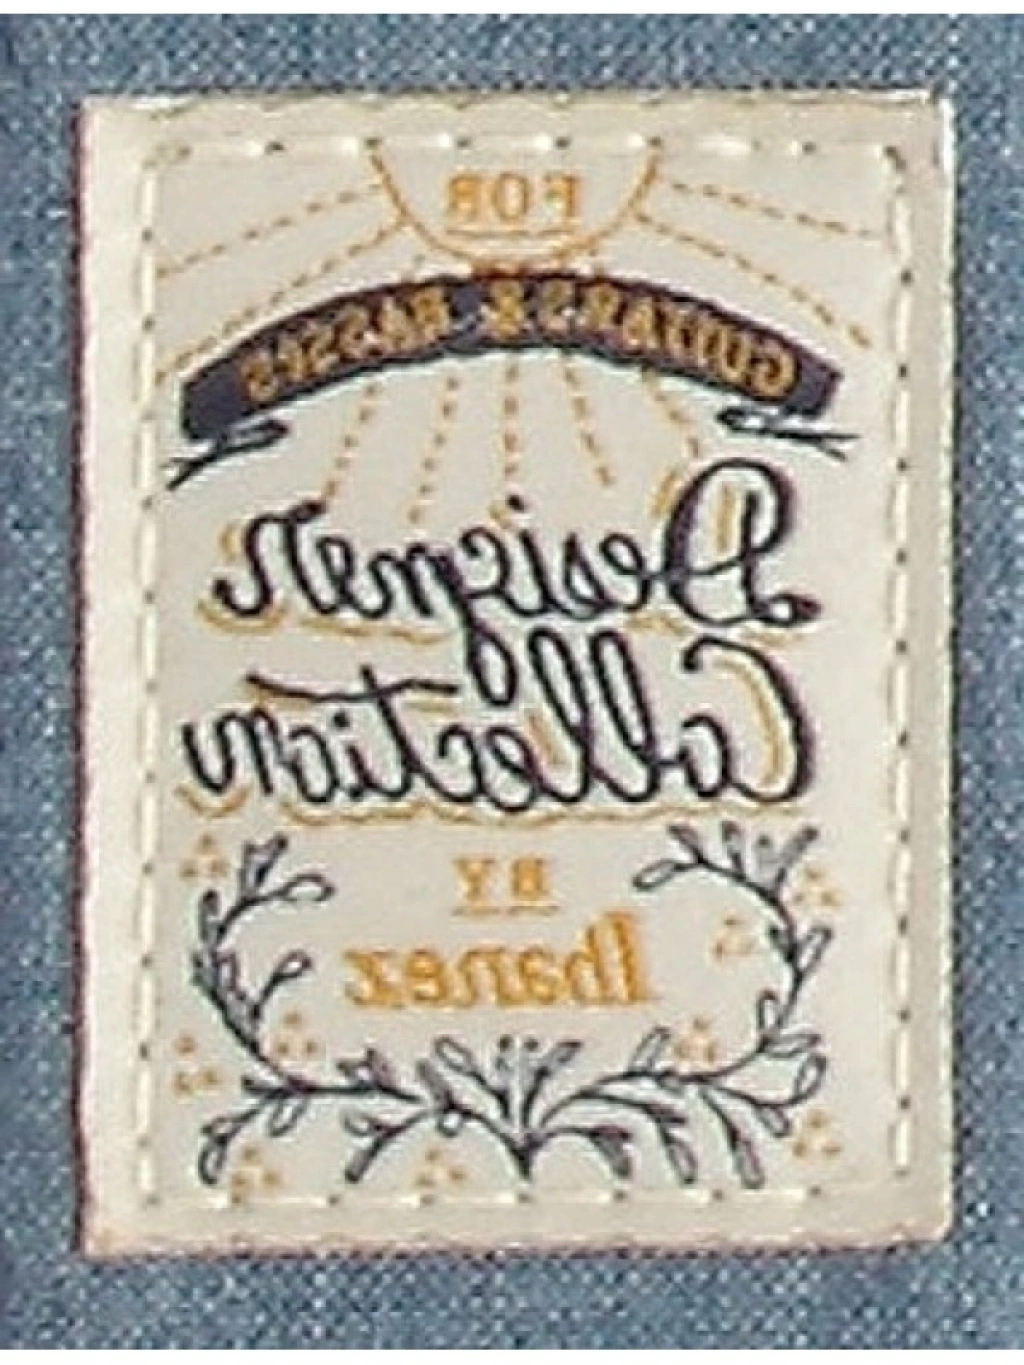 FOR
GUITARS & BASSES
Designer
Collection
BY
Ibanez